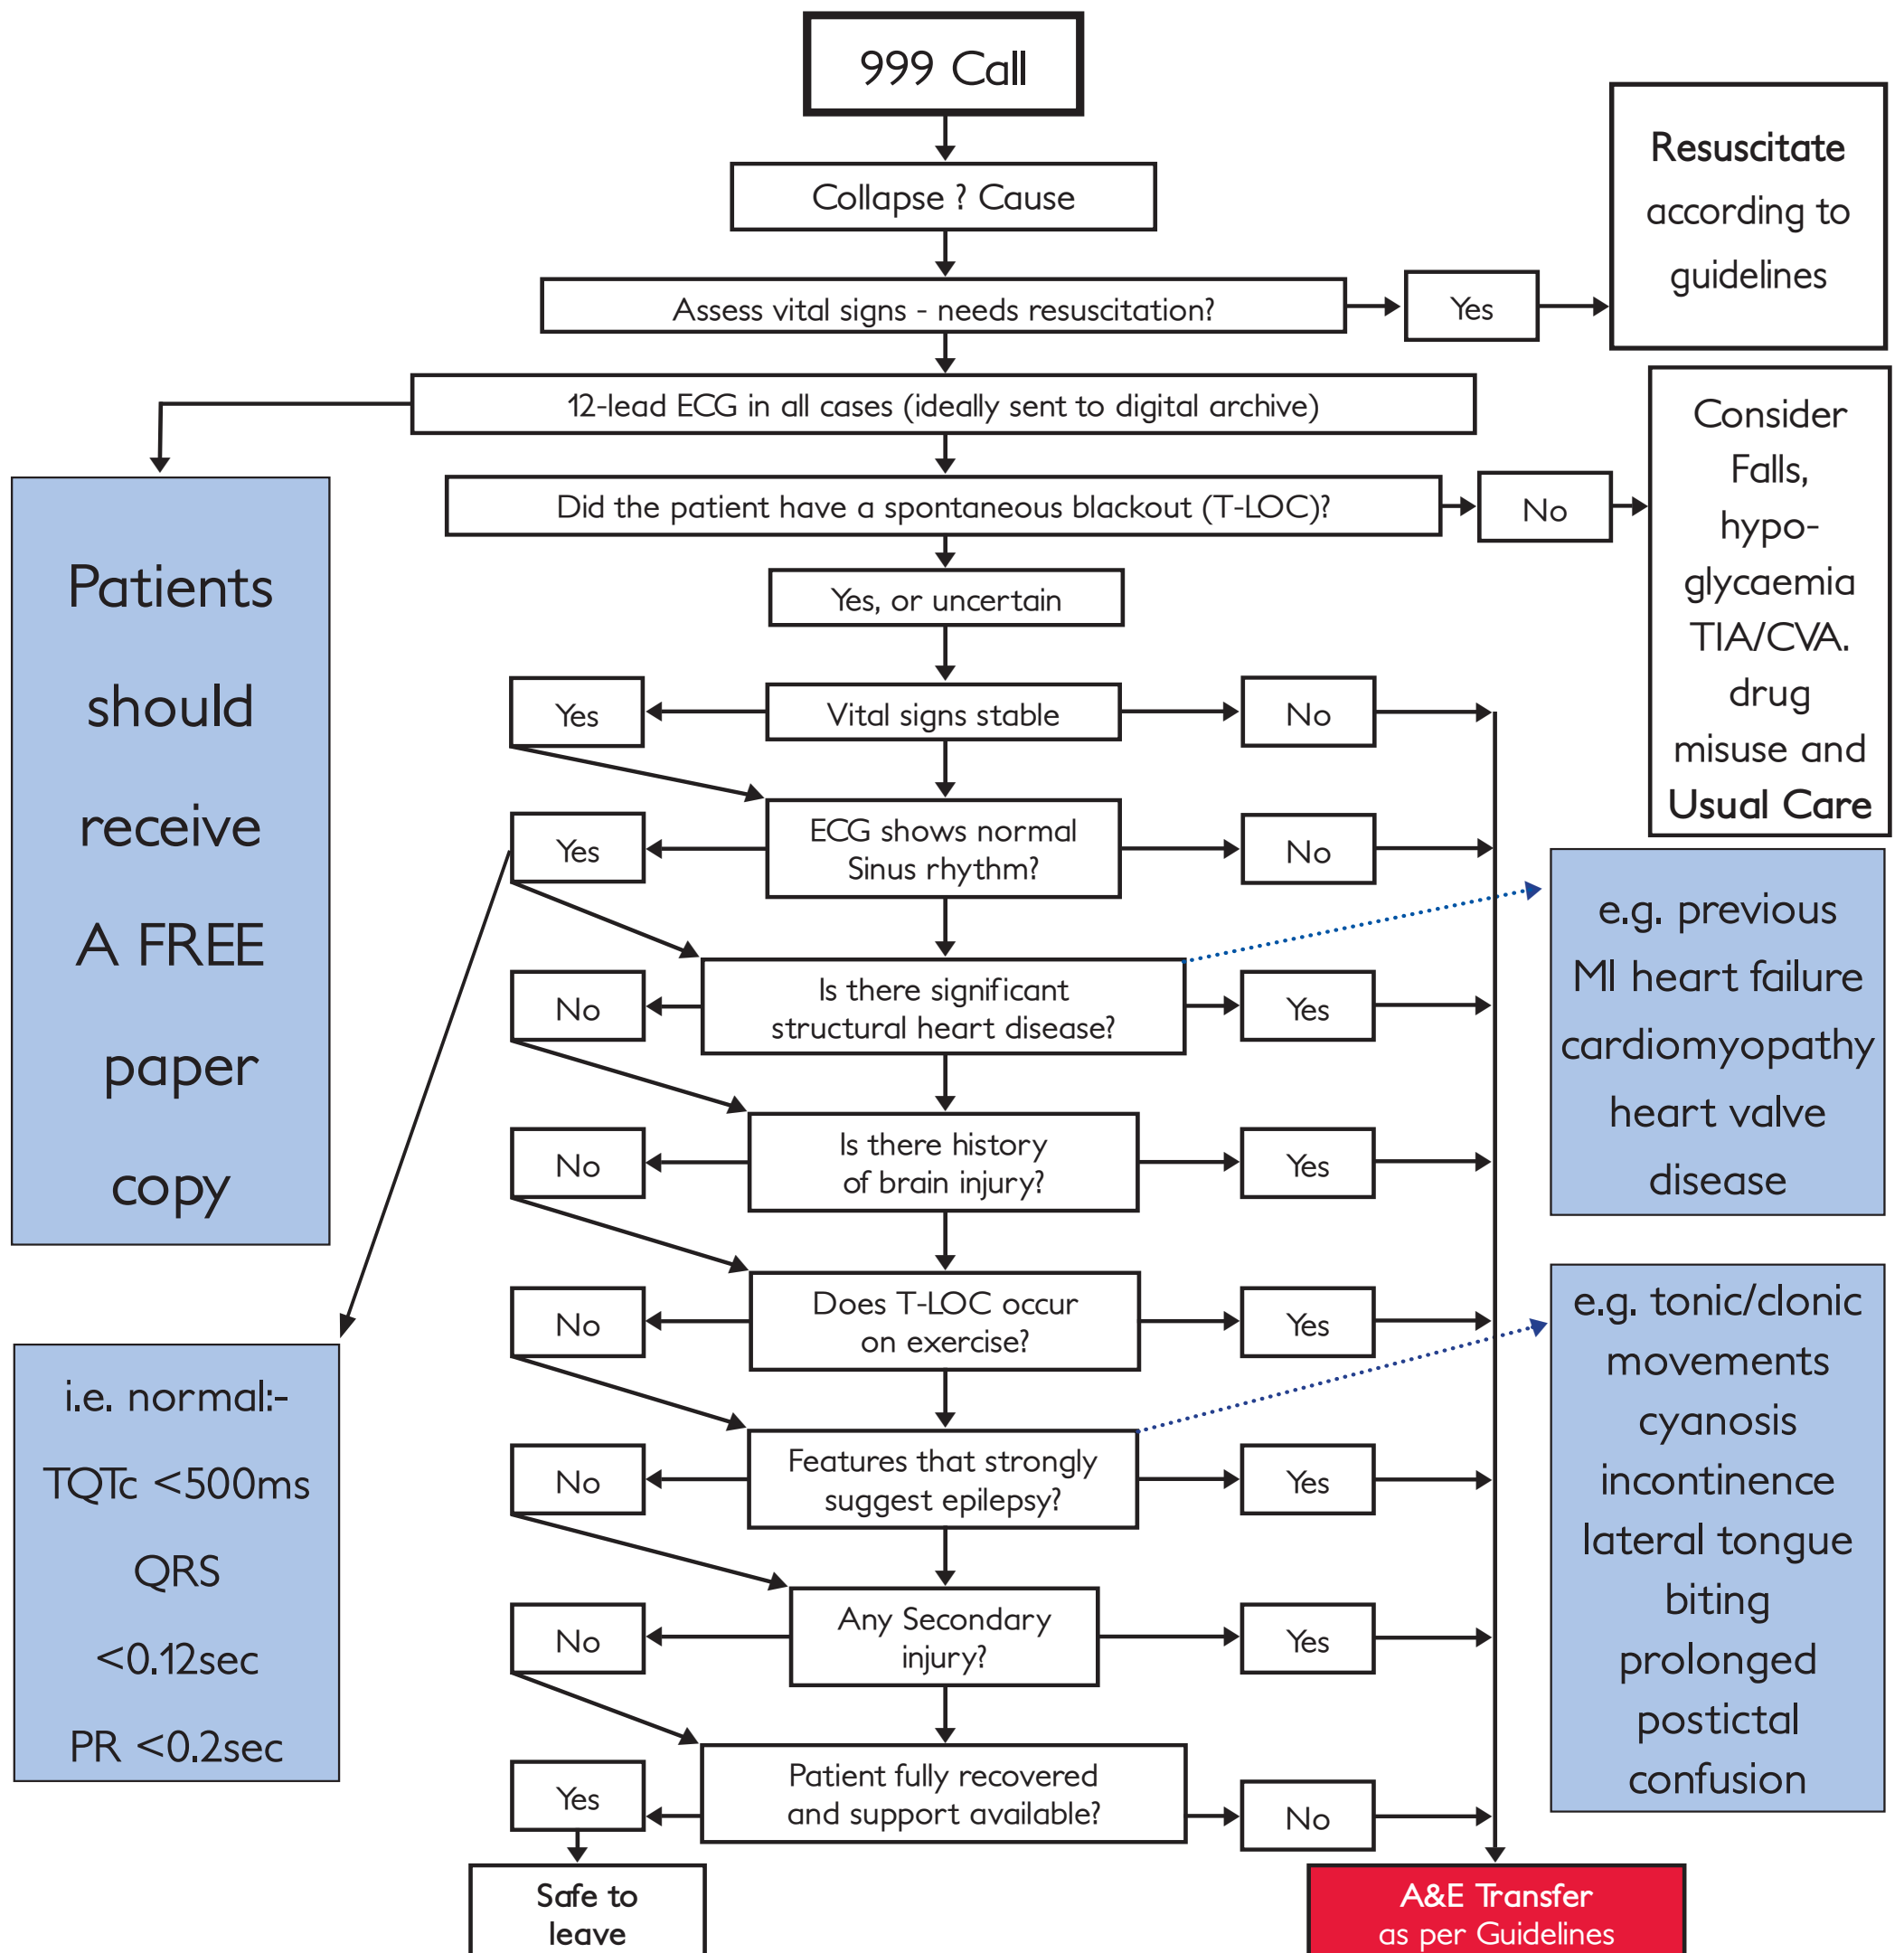 999 Call
Collapse ? Cause
Assess vital signs - needs resuscitation?
Yes
Resuscitate
according to
guidelines
12-lead ECG in all cases (ideally sent to digital archive)
Patients
should
receive
A FREE
paper
copy
Did the patient have a spontaneous blackout (T-LOC)?
No
Consider
Falls,
hypo-
glycaemia
TIA/CVA.
drug
misuse and
Usual Care
Yes, or uncertain
Yes
Vital signs stable
No
Yes
ECG shows normal
Sinus rhythm?
No
i.e. normal:-
TQTc <500ms
QRS
<0.12sec
PR <0.2sec
No
Is there significant
structural heart disease?
Yes
e.g. previous
MI heart failure
cardiomyopathy
heart valve
disease
No
Is there history
of brain injury?
Yes
No
Does T-LOC occur
on exercise?
Yes
No
Features that strongly
suggest epilepsy?
Yes
e.g. tonic/clonic
movements
cyanosis
incontinence
lateral tongue
biting
prolonged
postictal
confusion
No
Any Secondary
injury?
Yes
Yes
Patient fully recovered
and support available?
No
Safe to
leave
A&E Transfer
as per Guidelines